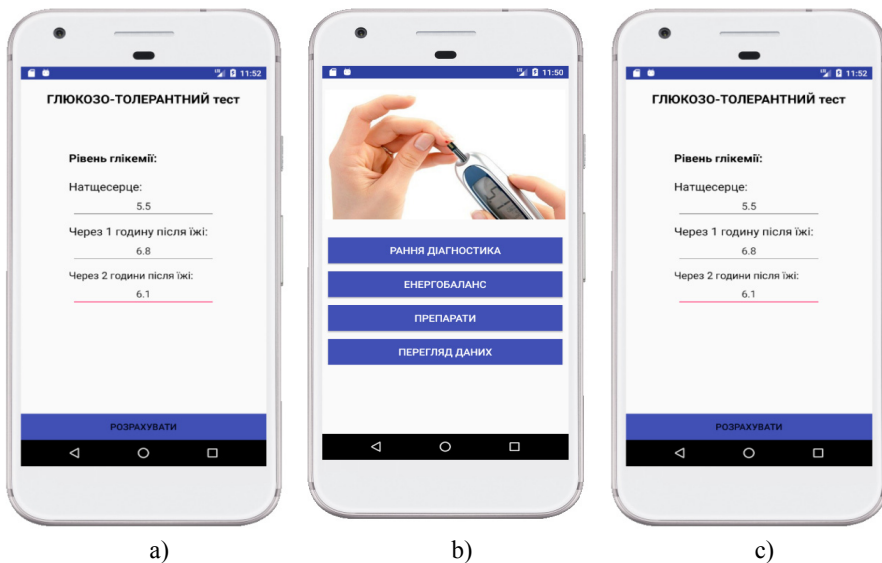 11:52
ГЛЮКОЗО-ТОЛЕРАНТНИЙ тест
Рівень глікемії:
Натщесерце:
5.5
Через 1 годину після їжі:
6.8
Через 2 години після їжі:
6.1
РОЗРАХУВАТИ
a)
11:50
РАННЯ ДІАГНОСТИКА
ЕНЕРГОБАЛАНС
ПРЕПАРАТИ
ПЕРЕГЛЯД ДАНИХ
b)
11:52
ГЛЮКОЗО-ТОЛЕРАНТНИЙ тест
Рівень глікемії:
Натщесерце:
5.5
Через 1 годину після їжі:
6.8
Через 2 години після їжі:
6.1
РОЗРАХУВАТИ
c)